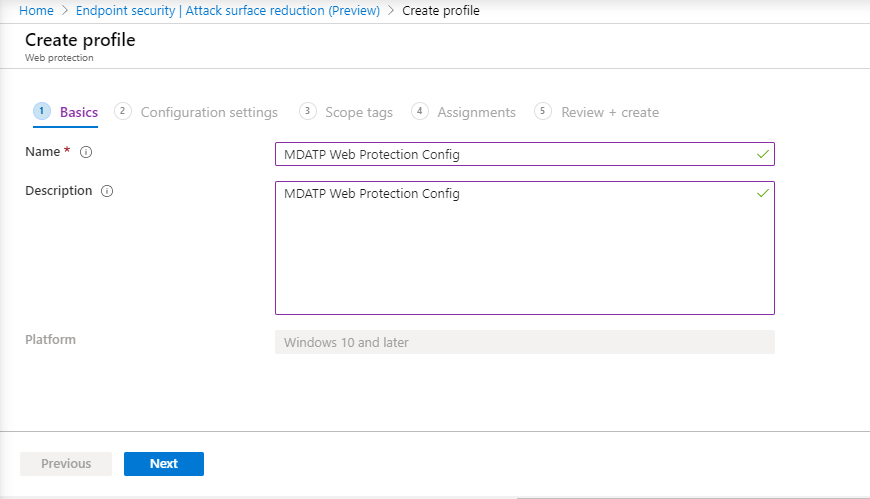 Home > Endpoint security | Attack surface reduction (Preview) > Create profile
Create profile
Web protection
1 Basics 2 Configuration settings 3 Scope tags 4 Assignments 5 Review + create
Name * MDATP Web Protection Config
Description MDATP Web Protection Config
Platform Windows 10 and later
Previous Next